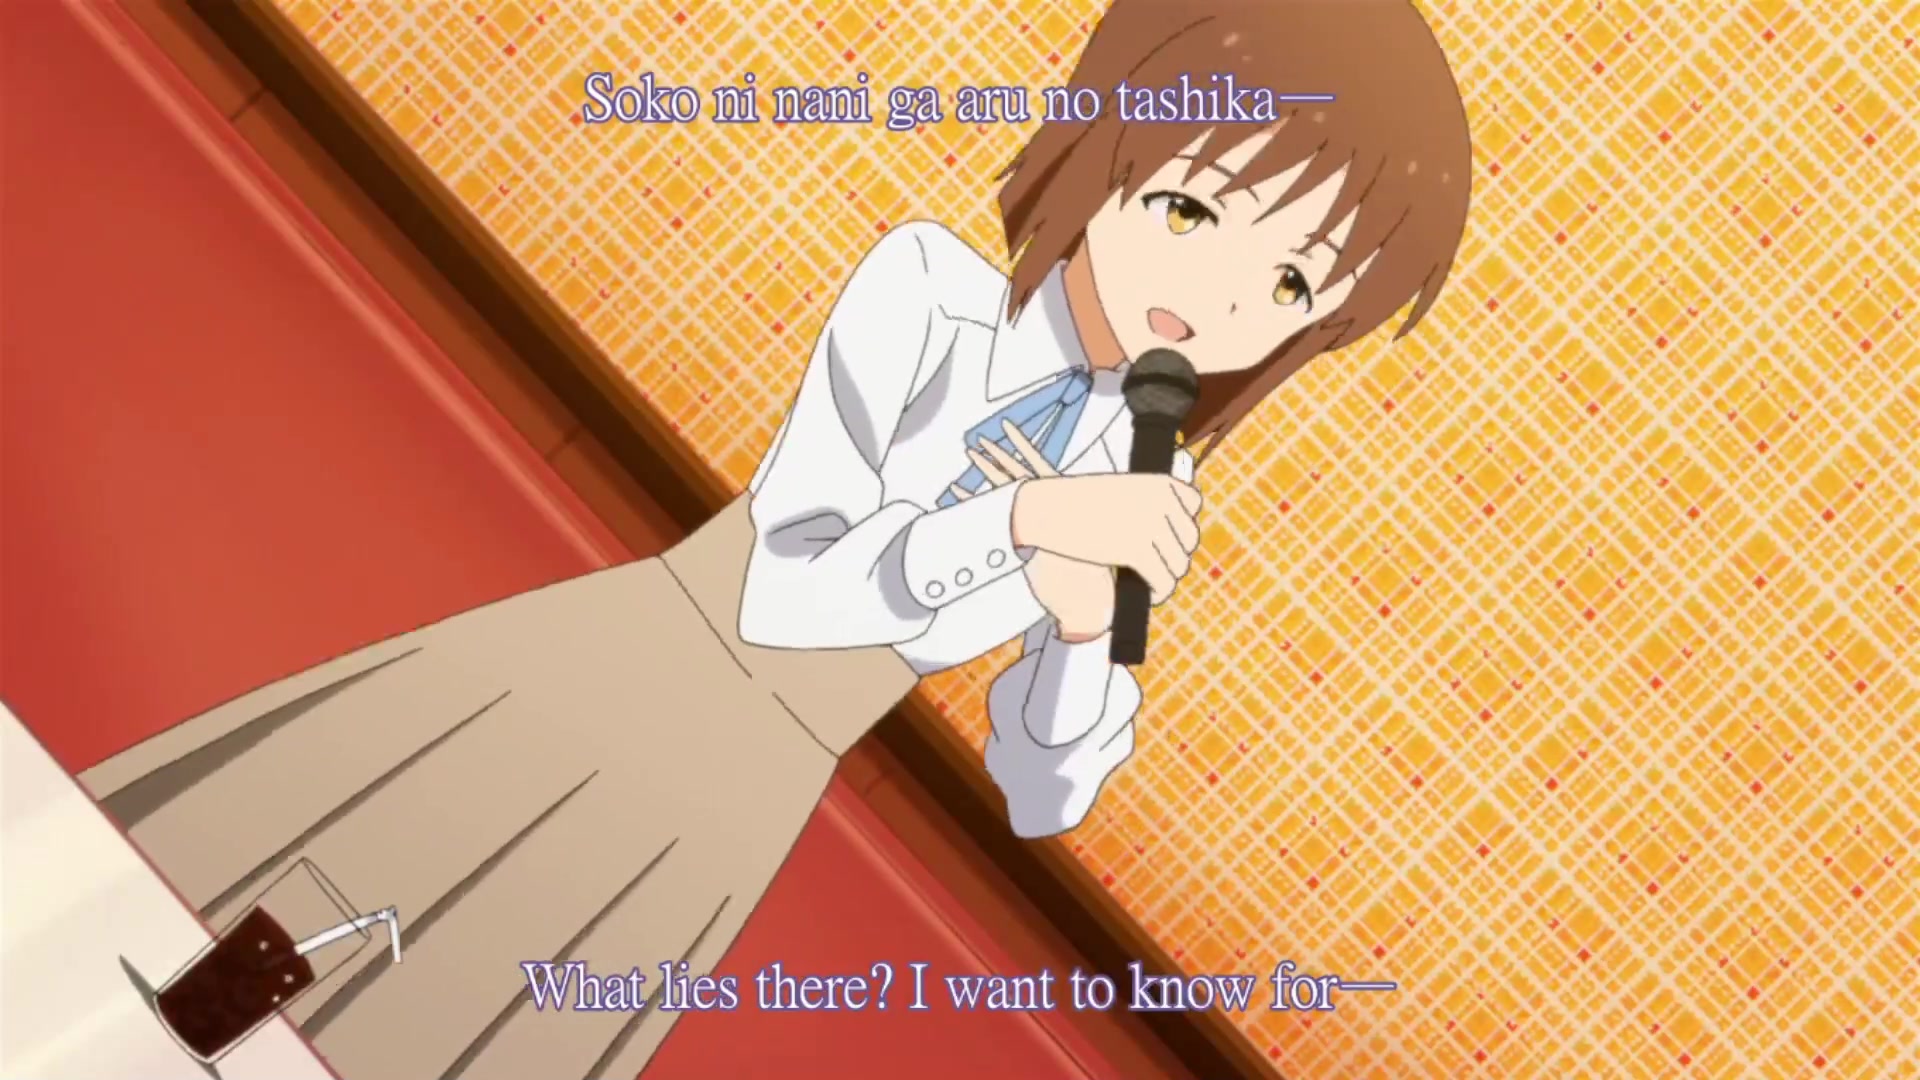 Soko ni nani ga aru no tashika—
What lies there? I want to know for—